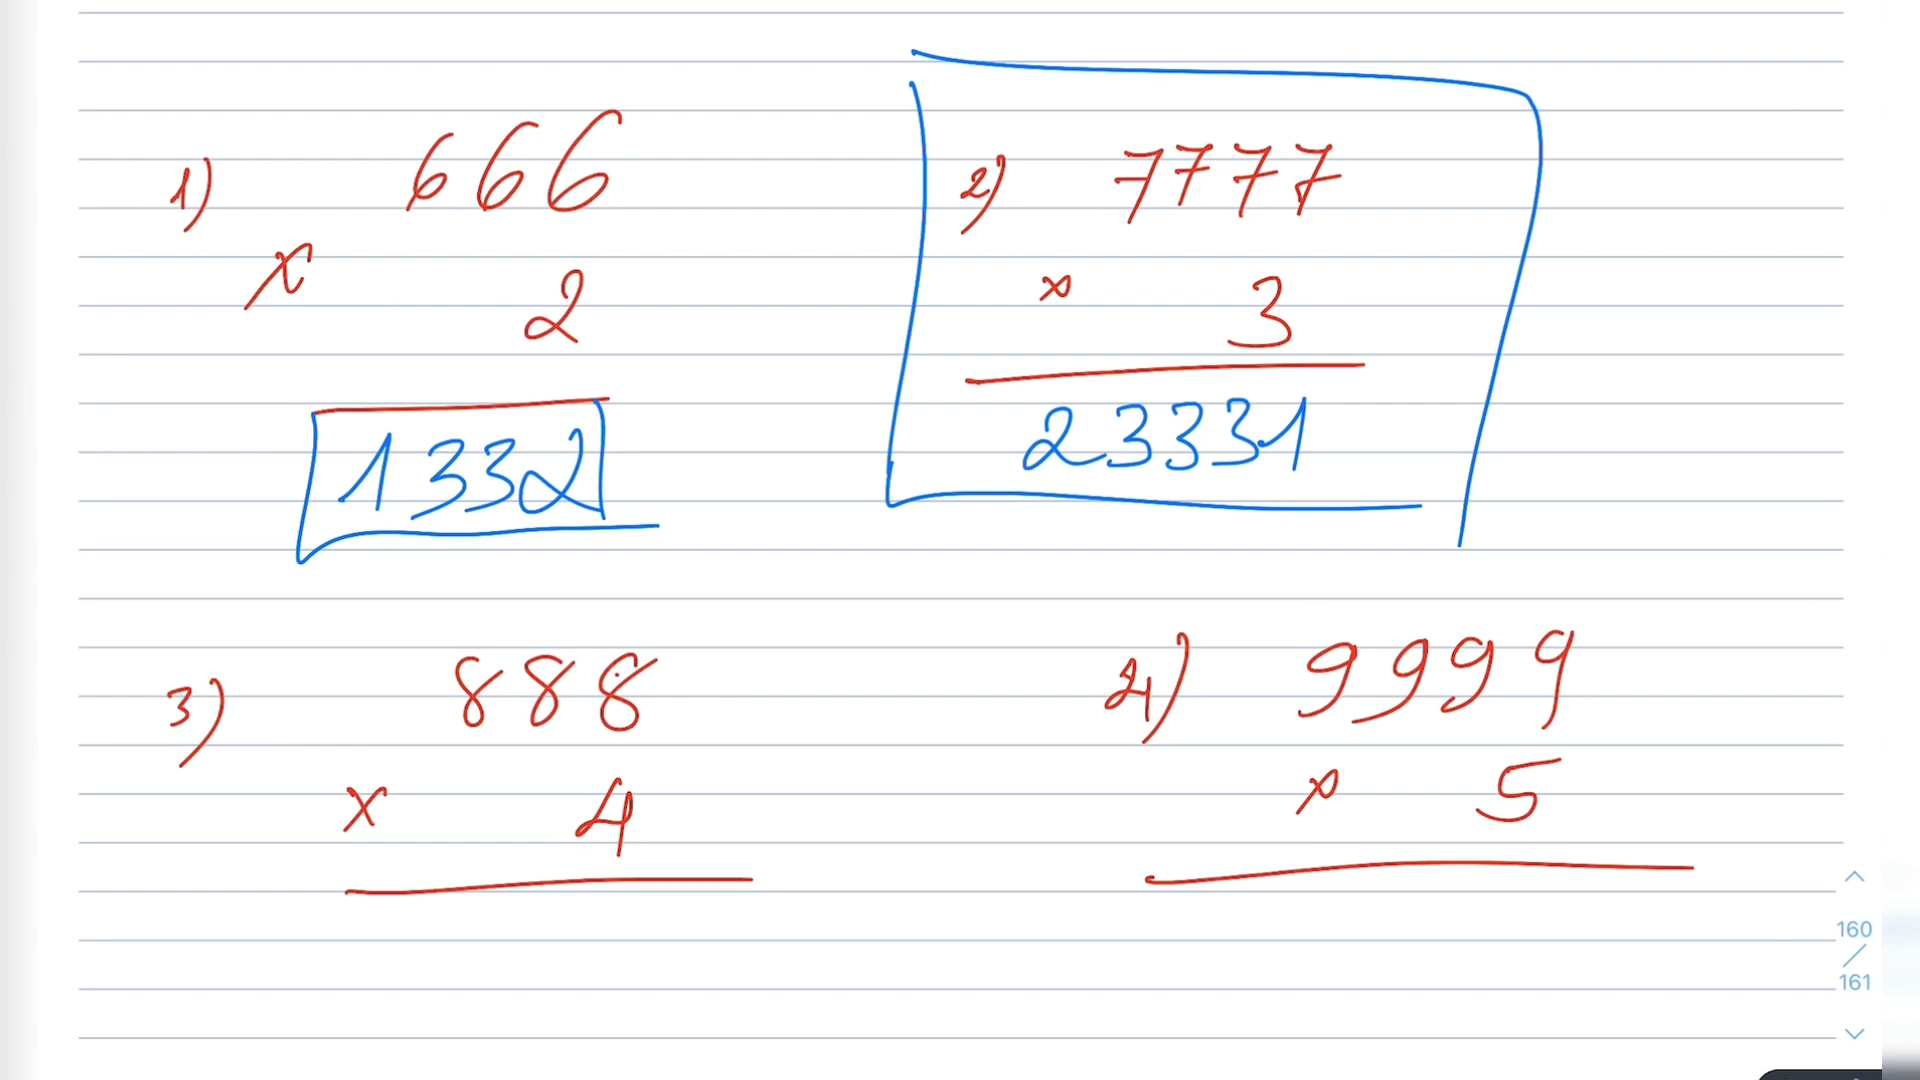 1) 666
x 2
1332
2) 7777
x 3
23331
3) 888
x 4
4) 9999
x 5
160
/
161